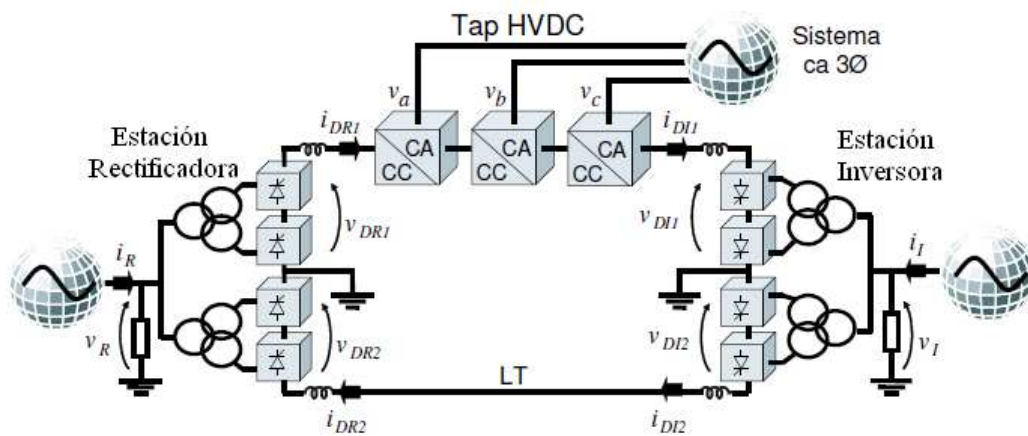 Tap HVDC
Sistema
ca 3Ø
v_a
v_b
v_c
i_DR1
CA
CC
CA
CC
CA
CC
i_DI1
Estación
Rectificadora
Estación
Inversora
v_DR1
v_DI1
i_R
i_I
v_R
v_DR2
v_DI2
v_I
LT
i_DR2
i_DI2